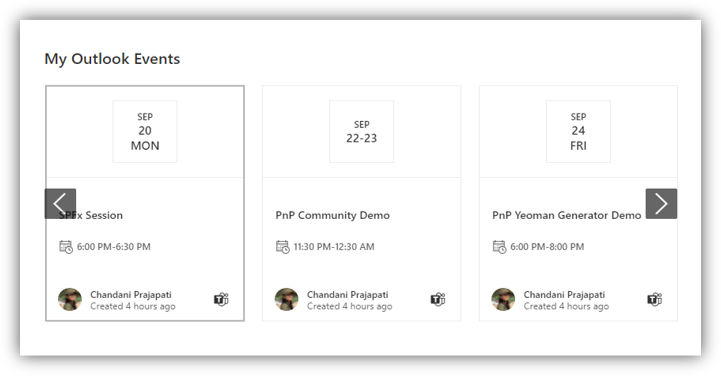 My Outlook Events
SEP
20
MON
SPFx Session
6:00 PM-6:30 PM
Chandani Prajapati
Created 4 hours ago
SEP
22-23
PnP Community Demo
11:30 PM-12:30 AM
Chandani Prajapati
Created 4 hours ago
SEP
24
FRI
PnP Yeoman Generator Demo
6:00 PM-8:00 PM
Chandani Prajapati
Created 4 hours ago